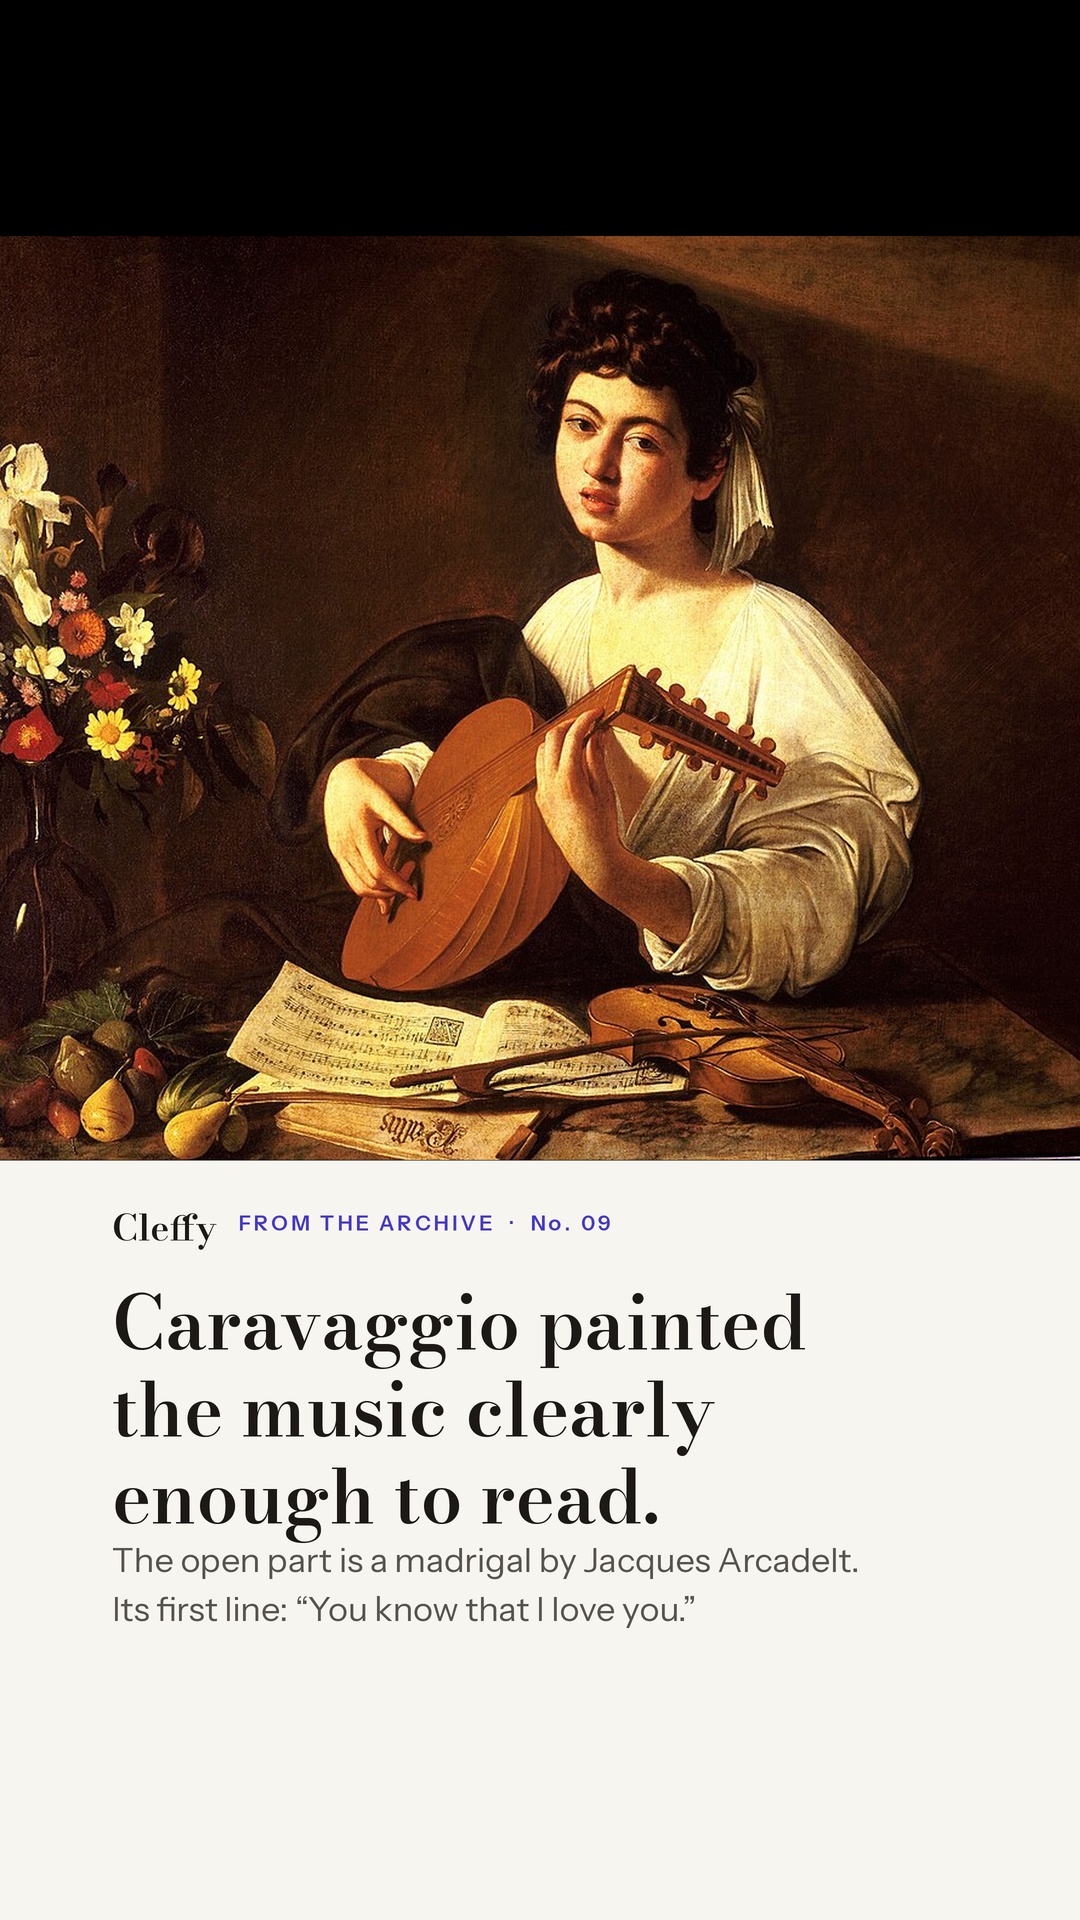 Bassus
Cleffy FROM THE ARCHIVE · No. 09
Caravaggio painted
the music clearly
enough to read.
The open part is a madrigal by Jacques Arcadelt.
Its first line: “You know that I love you.”